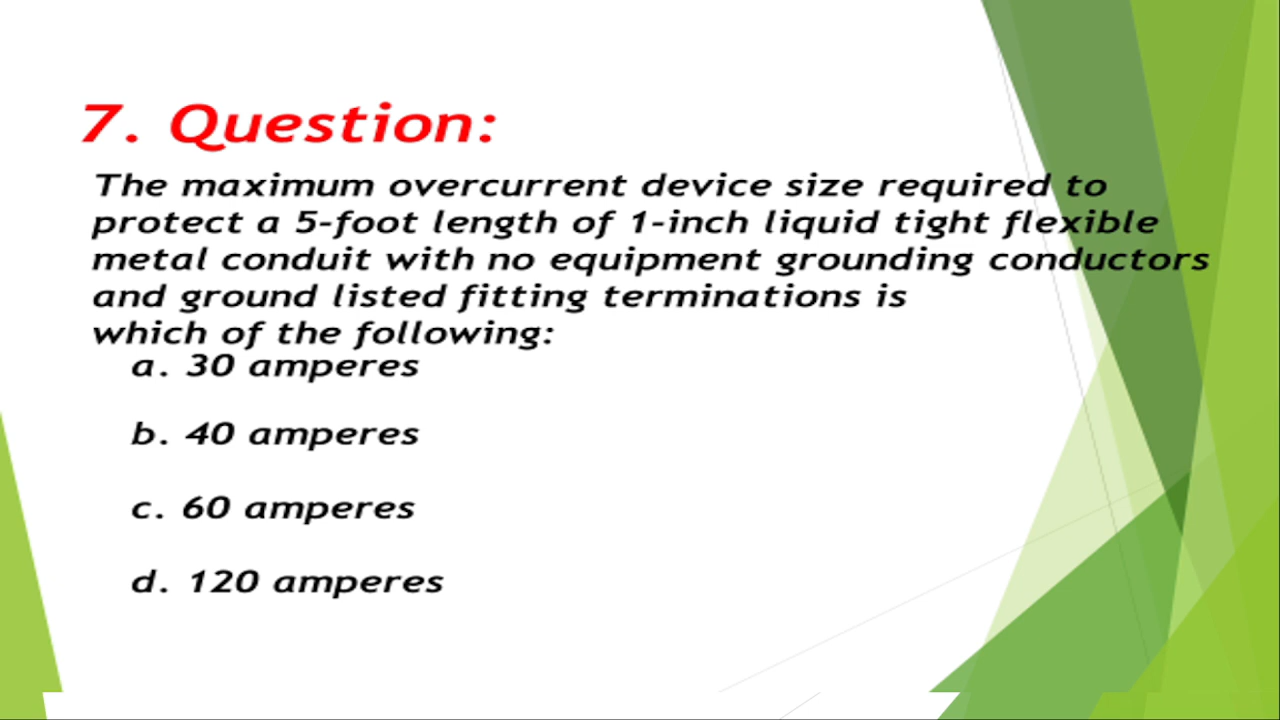 7. Question:
The maximum overcurrent device size required to
protect a 5-foot length of 1-inch liquid tight flexible
metal conduit with no equipment grounding conductors
and ground listed fitting terminations is
which of the following:
a. 30 amperes
b. 40 amperes
c. 60 amperes
d. 120 amperes